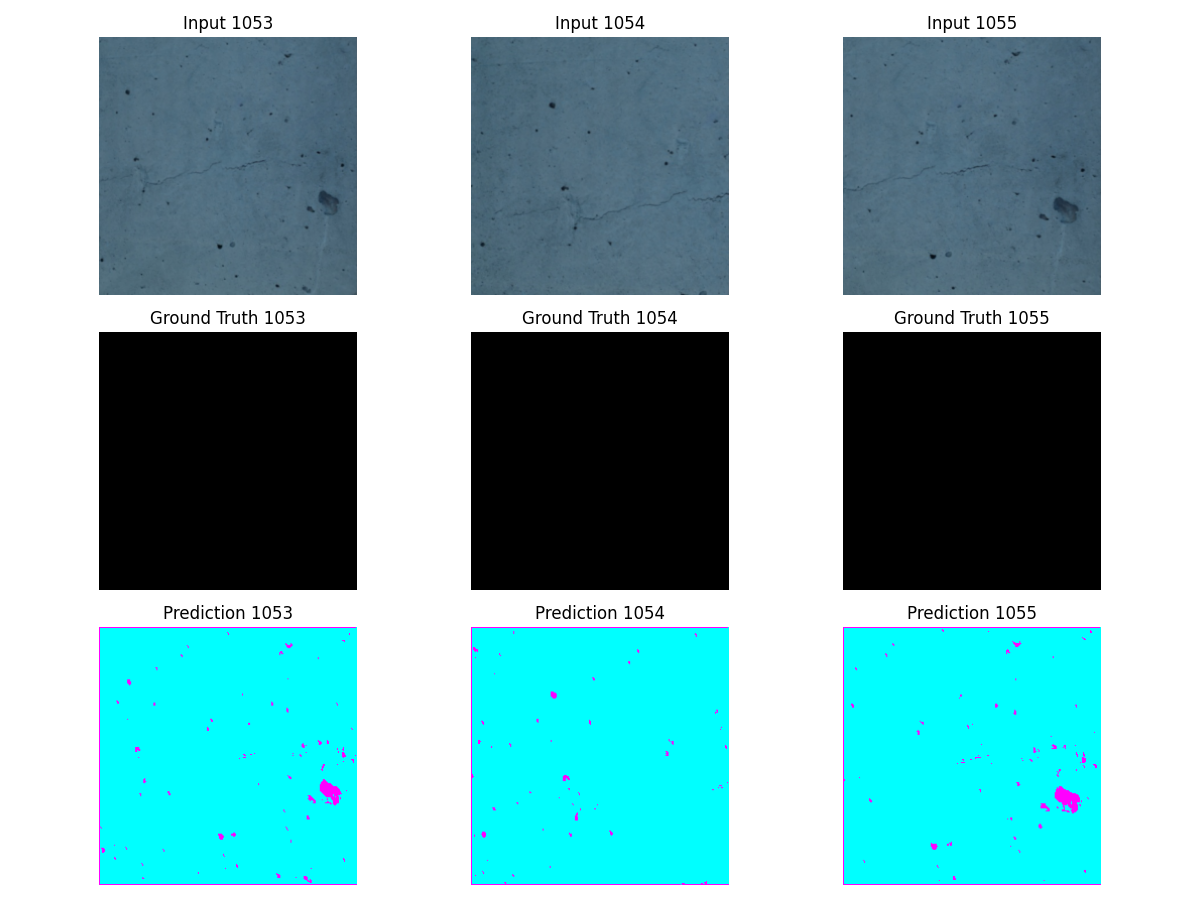 Input 1053
Input 1054
Input 1055
Ground Truth 1053
Ground Truth 1054
Ground Truth 1055
Prediction 1053
Prediction 1054
Prediction 1055